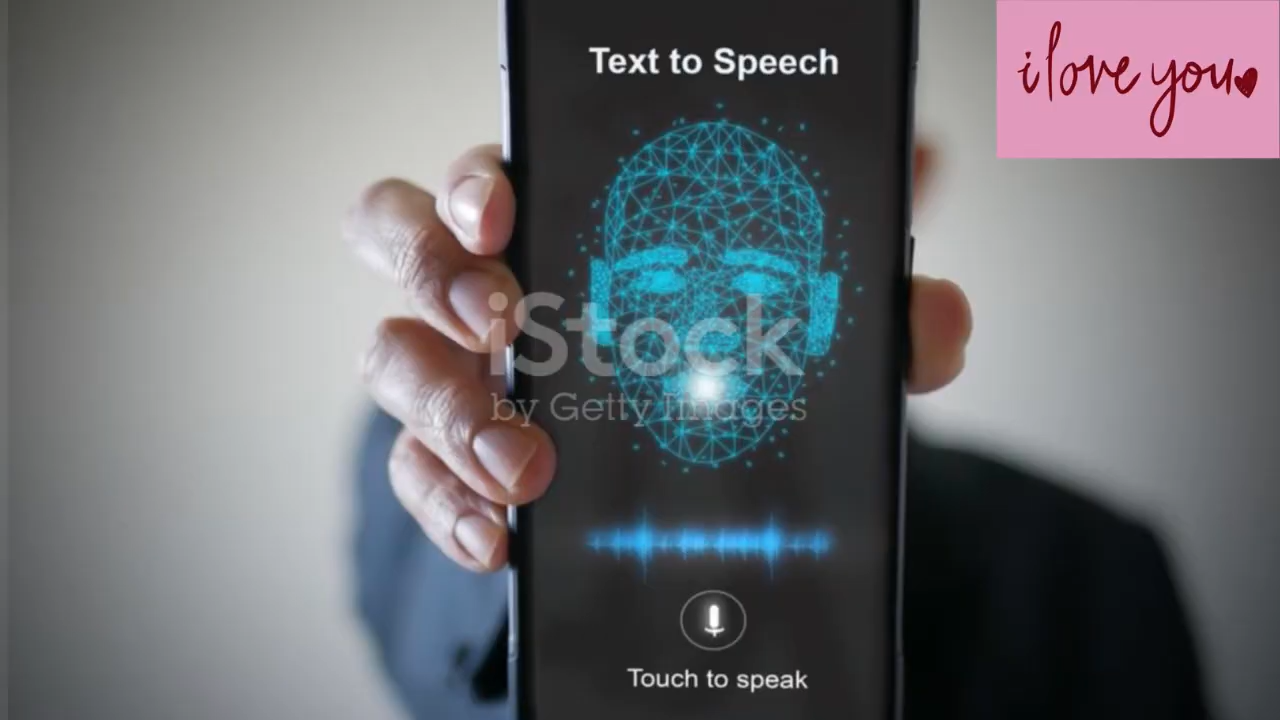 Text to Speech
i love you
iStock
by Getty Images
Touch to speak